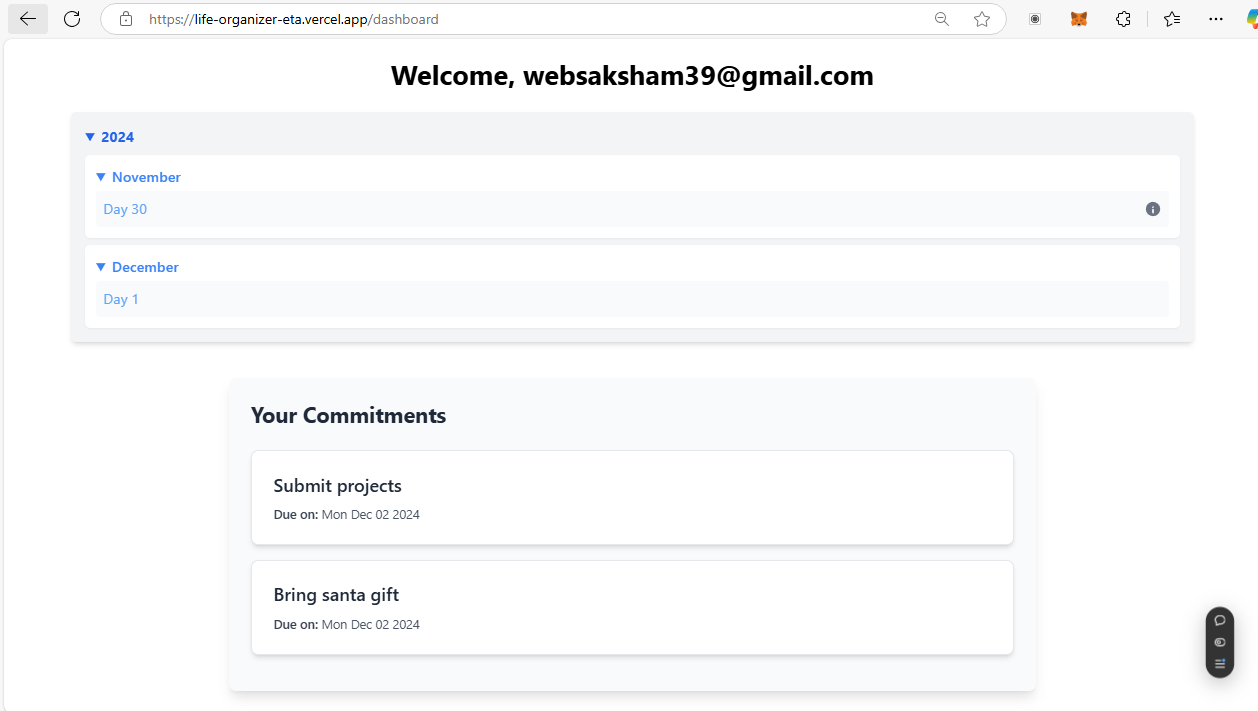 https://life-organizer-eta.vercel.app/dashboard
Welcome, websaksham39@gmail.com
2024
November
Day 30
December
Day 1
Your Commitments
Submit projects
Due on: Mon Dec 02 2024
Bring santa gift
Due on: Mon Dec 02 2024